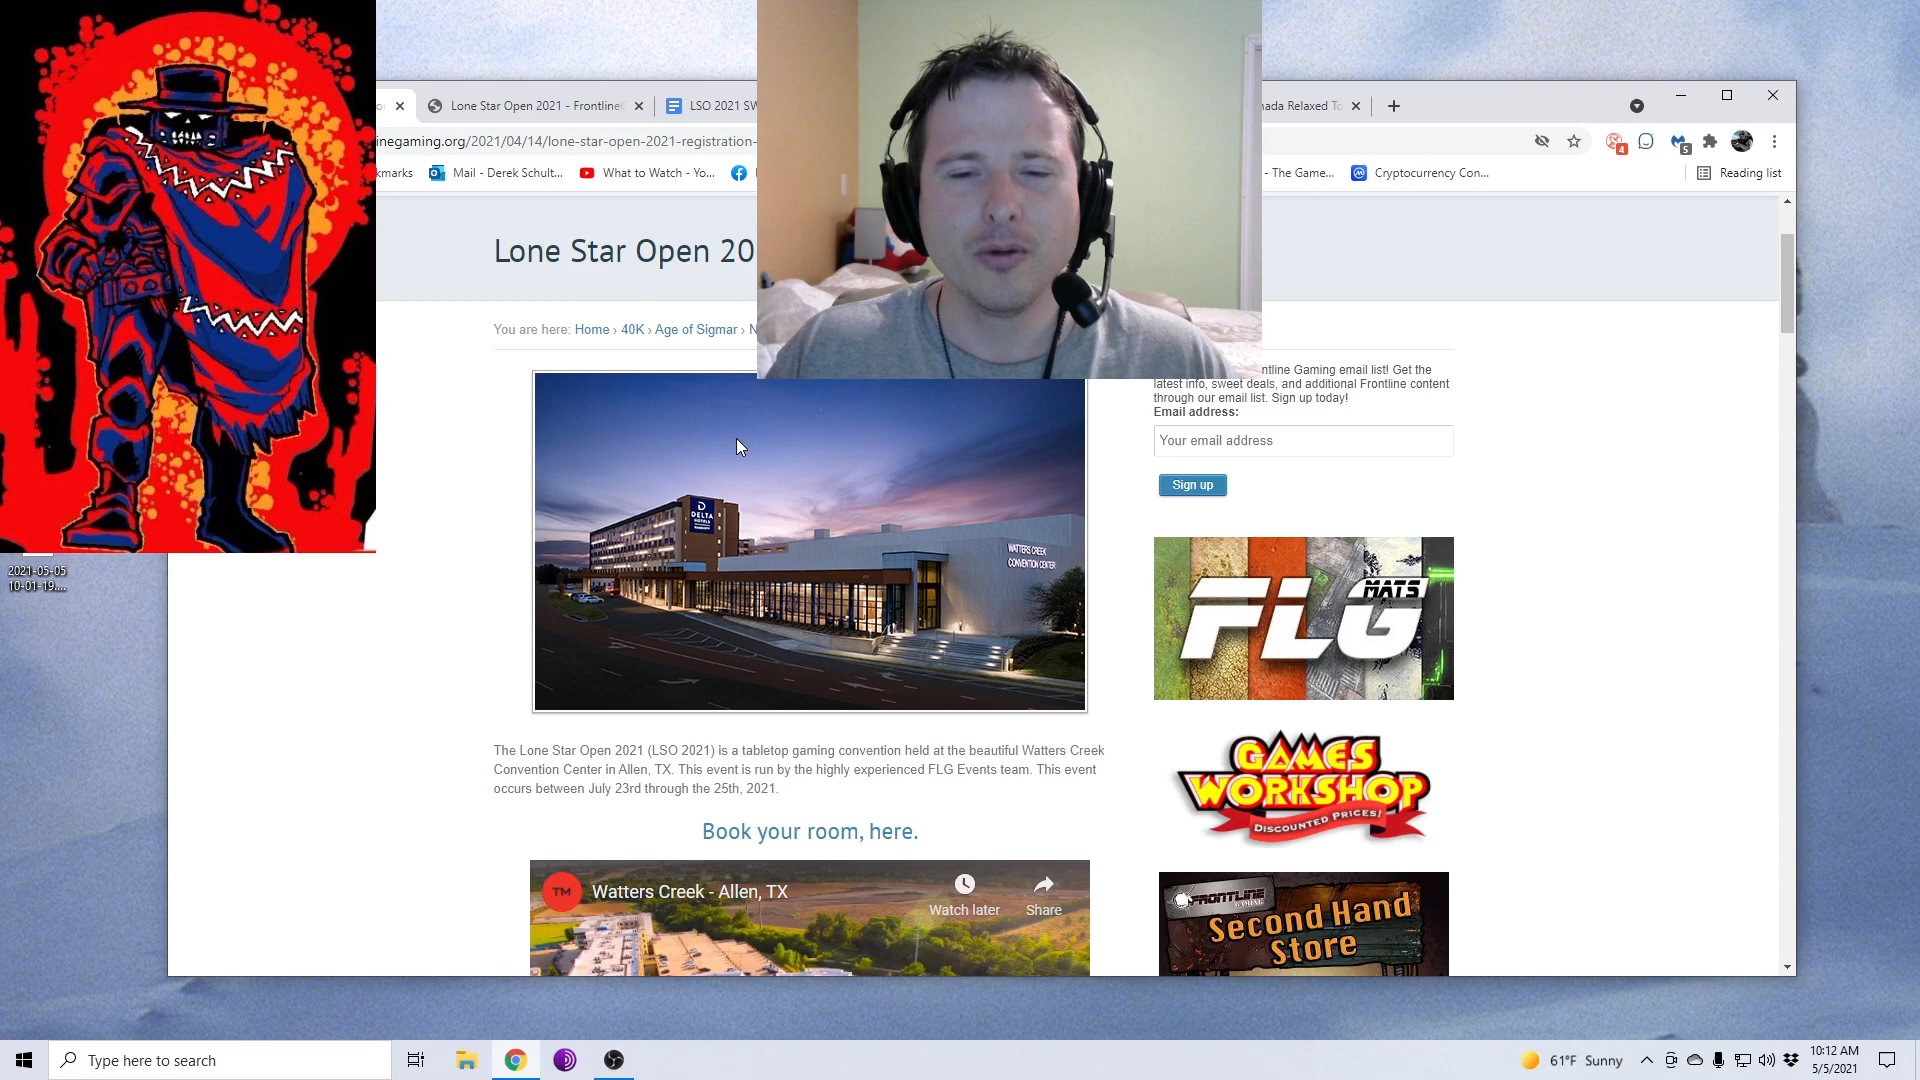 Lone Star Open 2021 - Frontline
LSO 2021 SW
nada Relaxed To
inegaming.org/2021/04/14/lone-star-open-2021-registration-
4
5
kmarks
Mail - Derek Schult...
What to Watch - Yo...
- The Game...
Cryptocurrency Con...
Reading list
Lone Star Open 20
You are here: Home › 40K › Age of Sigmar › N
ntline Gaming email list! Get the
latest info, sweet deals, and additional Frontline content
through our email list. Sign up today!
Email address:
Your email address
Sign up
DELTA
HOTELS
WATTERS CREEK
CONVENTION CENTER
MATS
FLG
The Lone Star Open 2021 (LSO 2021) is a tabletop gaming convention held at the beautiful Watters Creek
Convention Center in Allen, TX. This event is run by the highly experienced FLG Events team. This event
occurs between July 23rd through the 25th, 2021.
Book your room, here.
GAMES
WORKSHOP
DISCOUNTED PRICES!
TM
Watters Creek - Allen, TX
Watch later
Share
FRONTLINE
GAMING
Second Hand
Store
2021-05-05
10-01-19....
Type here to search
61°F Sunny
10:12 AM
5/5/2021